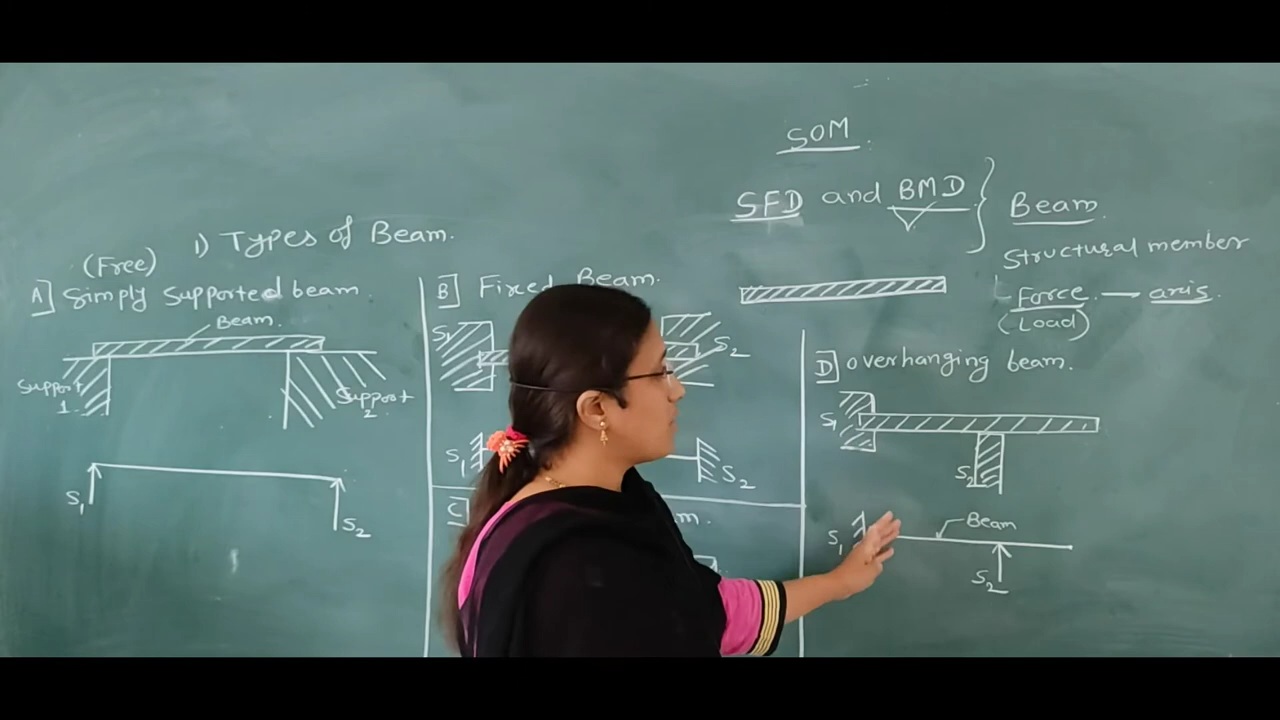 SOM.
SFD and BMD
Beam.
Structural member
Force → axis.
(Load)
1) Types of Beam.
(Free)
A] Simply Supported beam
Beam.
Support 1.
Support 2.
S1
S2
B] Fixed Beam.
S1
S2
S1
S2
C]
m.
D] overhanging beam.
S1
S2
Beam
S1
S2